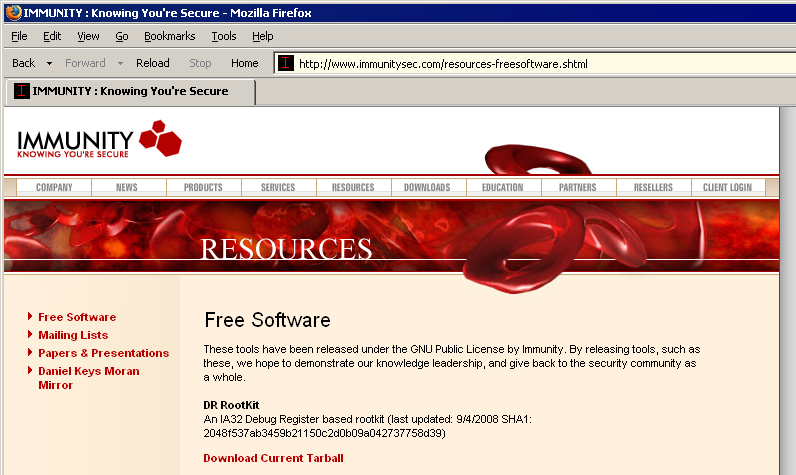 IMMUNITY : Knowing You're Secure - Mozilla Firefox
File Edit View Go Bookmarks Tools Help
Back Forward Reload Stop Home http://www.immunitysec.com/resources-freesoftware.shtml
IMMUNITY : Knowing You're Secure
IMMUNITY
KNOWING YOU'RE SECURE
COMPANY NEWS PRODUCTS SERVICES RESOURCES DOWNLOADS EDUCATION PARTNERS RESELLERS CLIENT LOGIN
RESOURCES
Free Software
Mailing Lists
Papers & Presentations
Daniel Keys Moran
Mirror
Free Software
These tools have been released under the GNU Public License by Immunity. By releasing tools, such as
these, we hope to demonstrate our knowledge leadership, and give back to the security community as
a whole.
DR RootKit
An IA32 Debug Register based rootkit (last updated: 9/4/2008 SHA1:
2048f537ab3459b21150c2d0b09a042737758d39)
Download Current Tarball